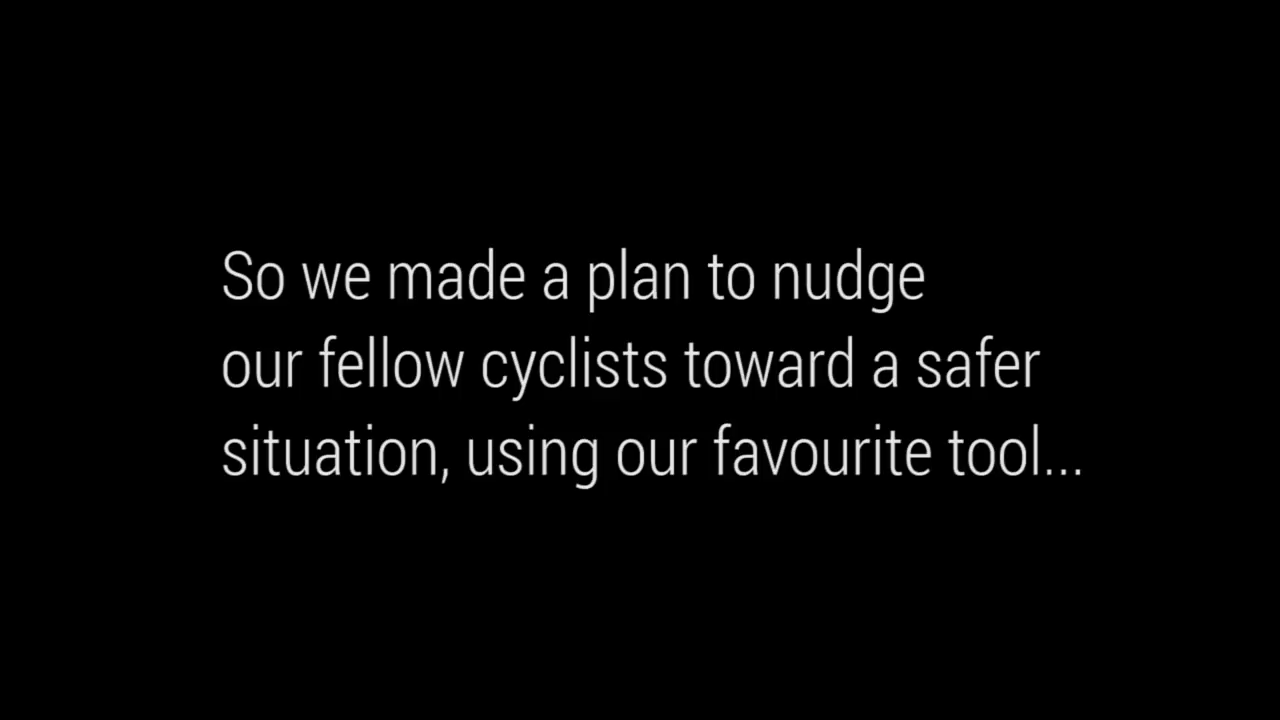 So we made a plan to nudge
our fellow cyclists toward a safer
situation, using our favourite tool...